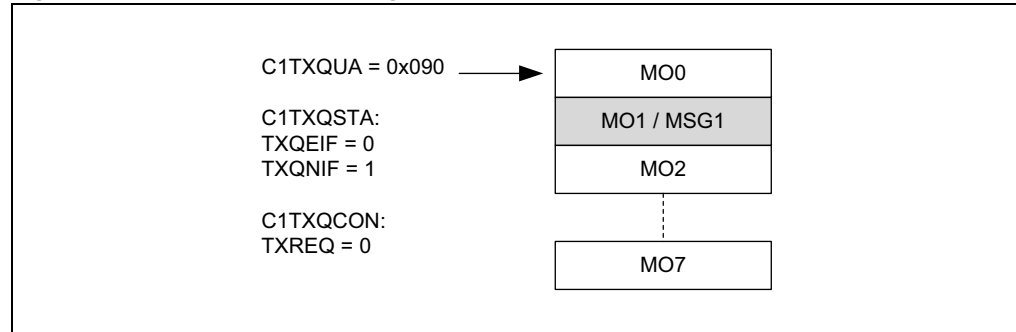 C1TXQUA = 0x090
C1TXQSTA:
TXQEIF = 0
TXQNIF = 1
C1TXQCON:
TXREQ = 0
MO0
MO1 / MSG1
MO2
MO7